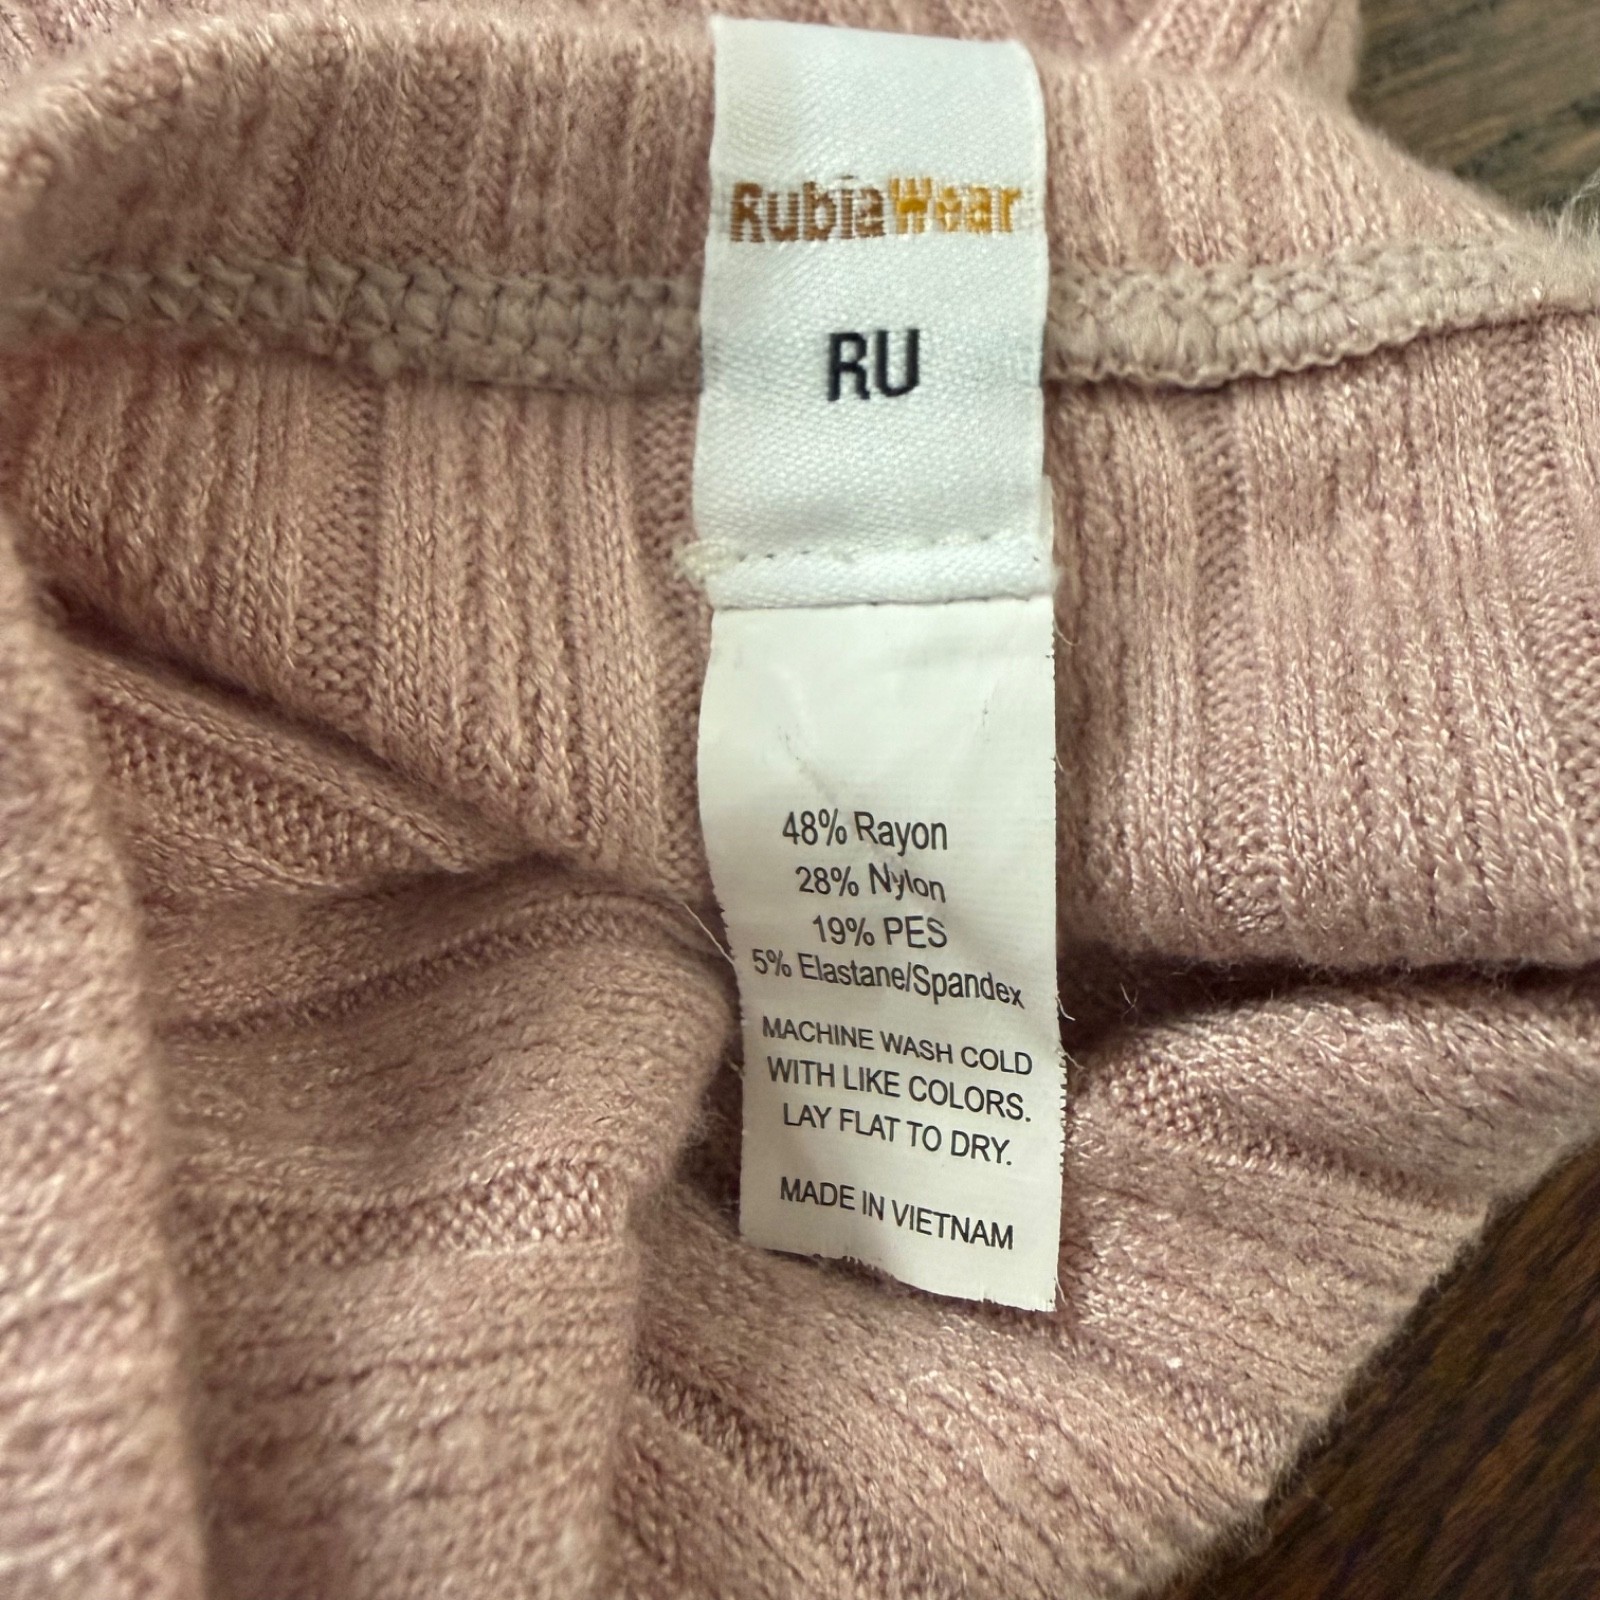 RubiaWear
RU
48% Rayon
28% Nylon
19% PES
5% Elastane/Spandex
MACHINE WASH COLD
WITH LIKE COLORS.
LAY FLAT TO DRY.
MADE IN VIETNAM